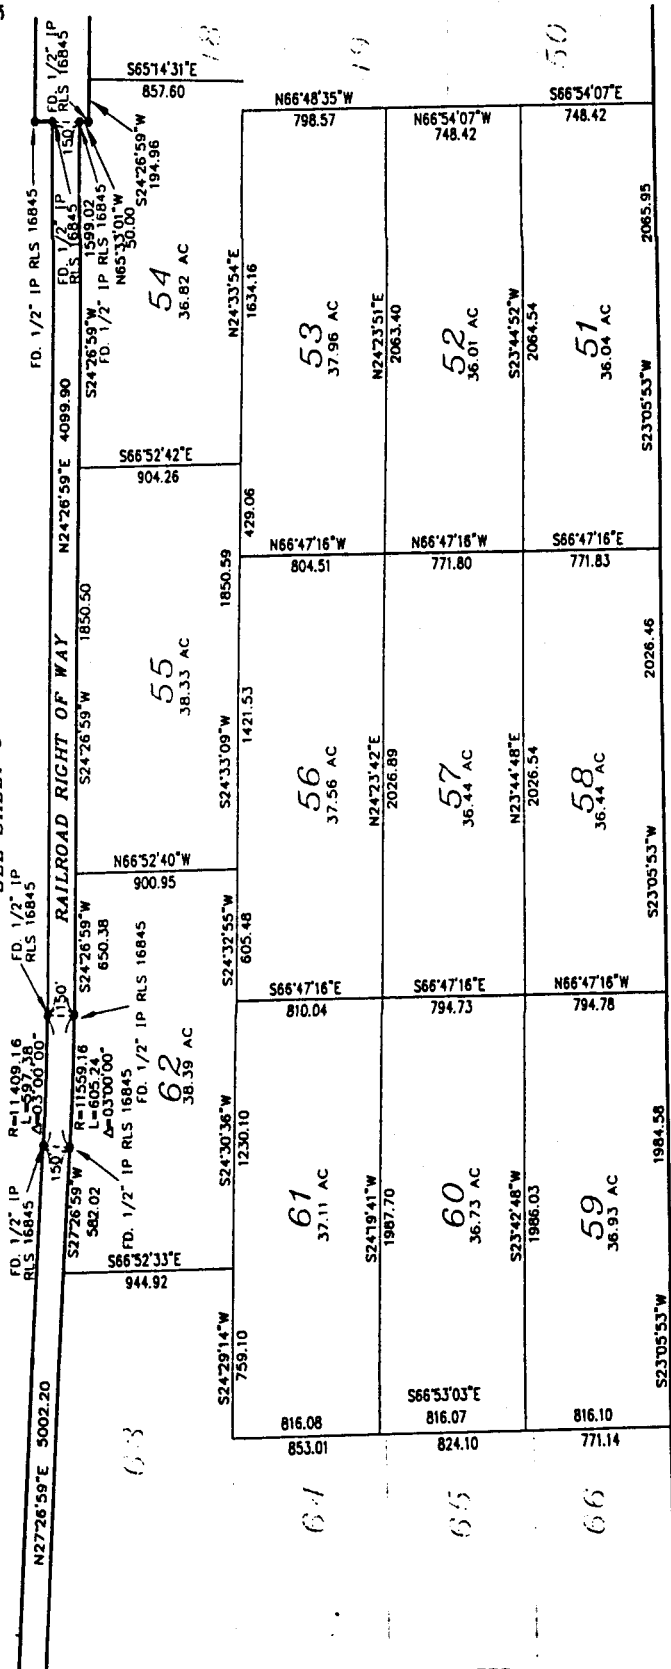 FD. 1/2" IP
RLS 16845
150'
FD. 1/2" IP RLS 16845
FD. 1/2" IP
RLS 16845
1599.02
N65°33'01"W
50.00
S24°26'59"W
194.96
S24°26'59"W
FD. 1/2" IP RLS 16845
S65°14'31"E
857.60
18
19
50
N66°48'35"W
798.57
N66°54'07"W
748.42
S66°54'07"E
748.42
54
36.82 AC
N24°33'54"E
1634.16
53
37.96 AC
N24°23'51"E
2063.40
52
36.01 AC
S23°44'52"W
2064.54
51
36.04 AC
2065.95
S23°05'53"W
N24°26'59"E 4099.90
S66°52'42"E
904.26
429.06
N66°47'16"W
804.51
N66°47'16"W
771.80
S66°47'16"E
771.83
RAILROAD RIGHT OF WAY
S24°26'59"W 1850.50
55
38.33 AC
S24°33'09"W 1850.59
1421.53
56
37.56 AC
N24°23'42"E
2026.89
57
36.44 AC
N23°44'48"E
2026.54
58
36.44 AC
2026.46
S23°05'53"W
N66°52'40"W
900.95
FD. 1/2" IP
RLS 16845
S24°26'59"W
650.38
S24°32'55"W
605.48
150'
FD. 1/2" IP RLS 16845
S66°47'16"E
810.04
S66°47'16"E
794.73
N66°47'16"W
794.78
R=11409.16
L=597.38
Δ=03°00'00"
R=11559.16
L=605.24
Δ=03°00'00"
62
38.39 AC
S24°30'36"W
1230.10
61
37.11 AC
S24°19'41"W
1987.70
60
36.73 AC
S23°42'48"W
1986.03
59
36.93 AC
1984.58
S23°05'53"W
FD. 1/2" IP
RLS 16845
150'
S27°26'59"W
582.02
FD. 1/2" IP RLS 16845
S66°52'33"E
944.92
S24°29'14"W
759.10
N27°26'59"E 5002.20
S66°53'03"E
816.08
816.07
816.10
853.01
824.10
771.14
63
64
65
66